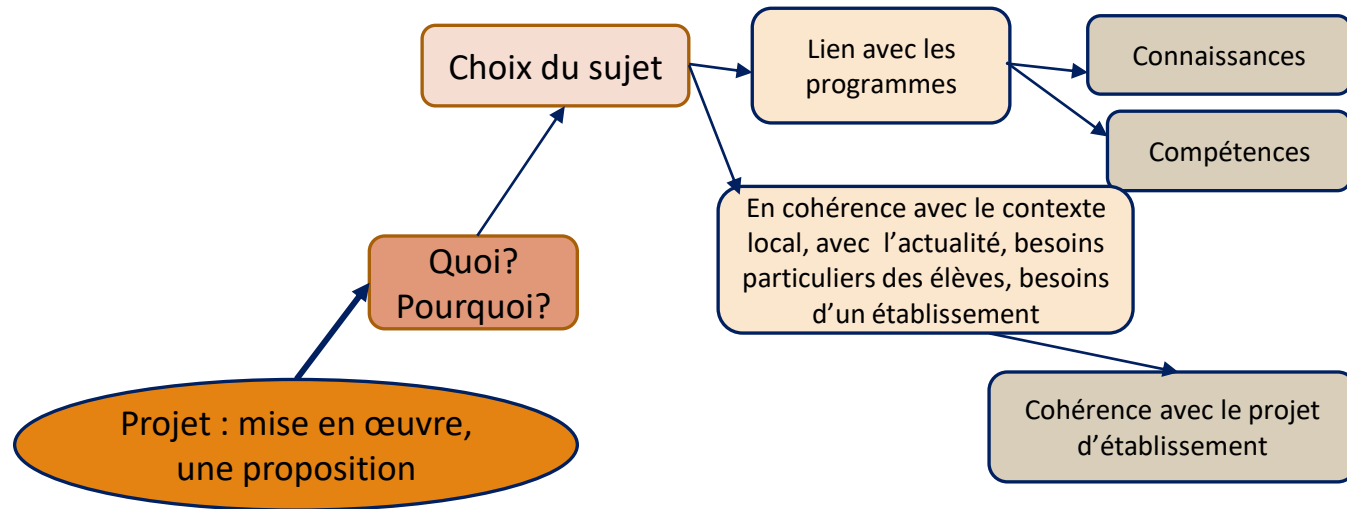 Choix du sujet
Lien avec les
programmes
Connaissances
Compétences
En cohérence avec le contexte
local, avec l’actualité, besoins
particuliers des élèves, besoins
d’un établissement
Quoi?
Pourquoi?
Cohérence avec le projet
d’établissement
Projet : mise en œuvre,
une proposition